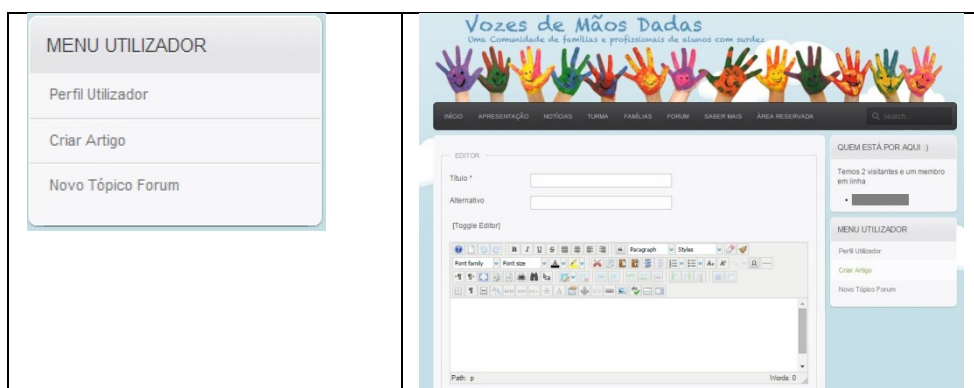 MENU UTILIZADOR
Perfil Utilizador
Criar Artigo
Novo Tópico Forum
Vozes de Mãos Dadas
Uma Comunidade de famílias e profissionais de alunos com surdez
INÍCIO APRESENTAÇÃO NOTÍCIAS TURMA FAMÍLIAS FORUM SABER MAIS ÁREA RESERVADA search...
EDITOR
Título *
Alternativo
[Toggle Editor]
B I U Paragraph Styles
Font family Font size
Path: p Words: 0
QUEM ESTÁ POR AQUI :)
Temos 2 visitantes e um membro
em linha
MENU UTILIZADOR
Perfil Utilizador
Criar Artigo
Novo Tópico Forum